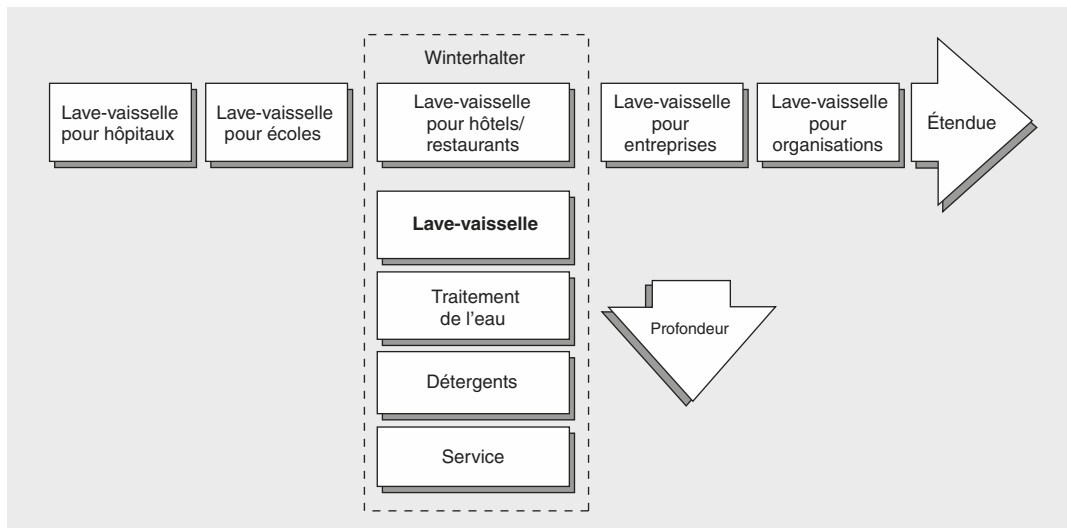 Winterhalter
Lave-vaisselle
pour hôpitaux
Lave-vaisselle
pour écoles
Lave-vaisselle
pour hôtels/
restaurants
Lave-vaisselle
pour
entreprises
Lave-vaisselle
pour
organisations
Étendue
Lave-vaisselle
Traitement
de l’eau
Profondeur
Détergents
Service